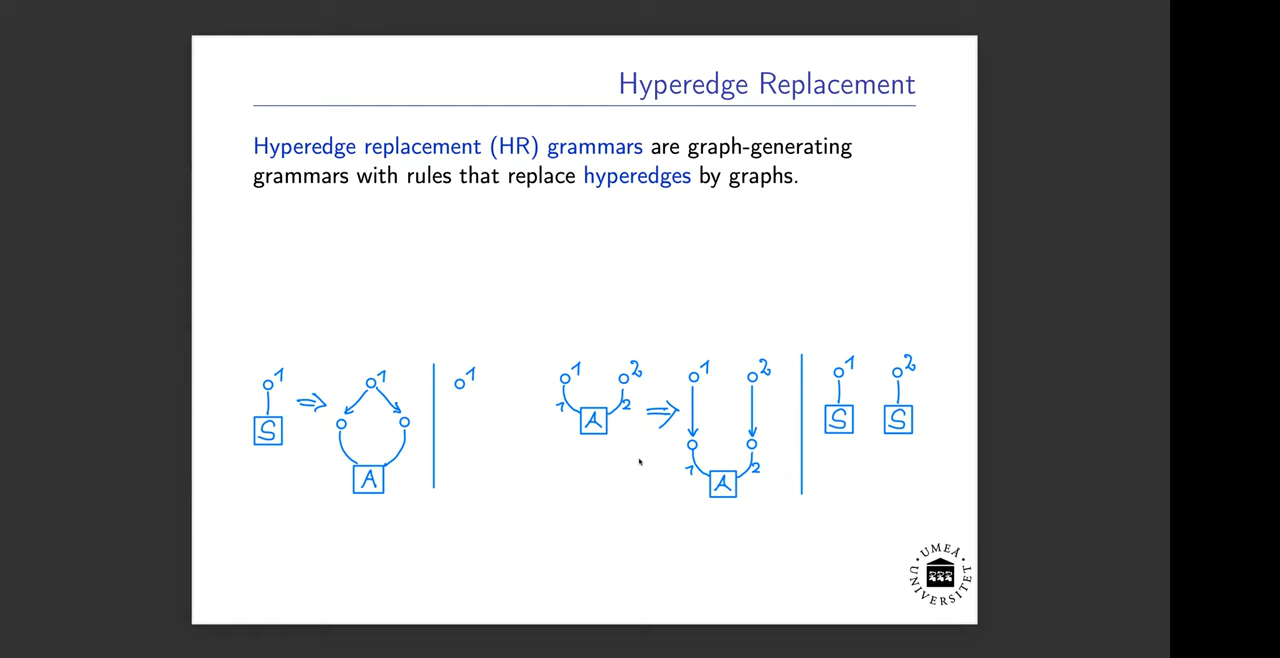 Hyperedge Replacement
Hyperedge replacement (HR) grammars are graph-generating
grammars with rules that replace hyperedges by graphs.
1 1 1 1 2 1 2 1 2
S ⇒ A 1 A 2 ⇒ 1 A 2 S S
UMEÅ UNIVERSITET